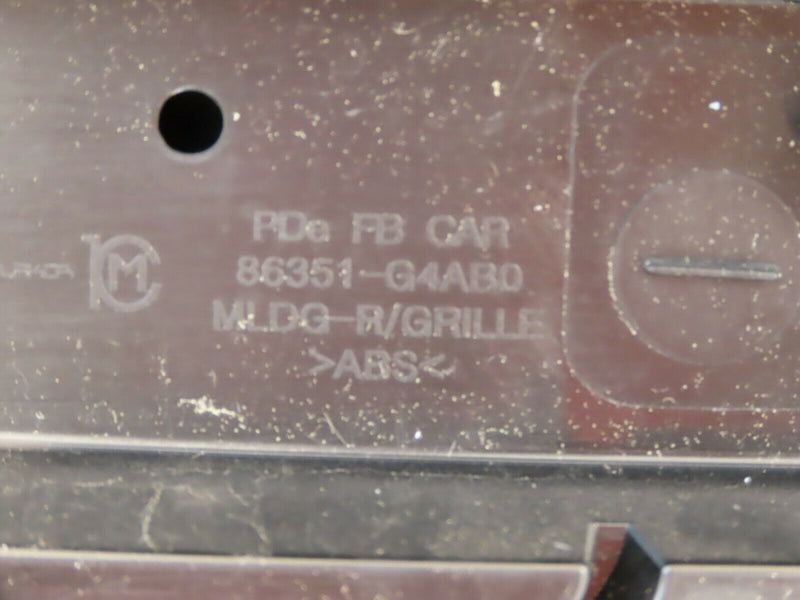 PDe FB CAR
86351-G4AB0
MLDG-R/GRILLE
>ABS<